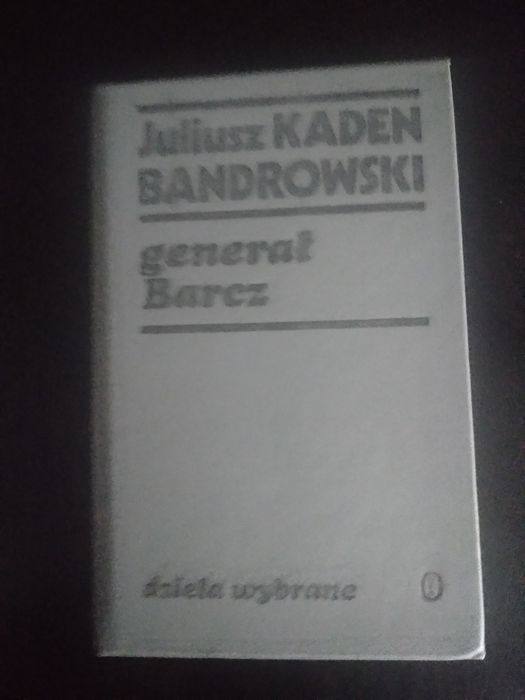 Juliusz KADEN
BANDROWSKI
generał
Barcz
dzieła wybrane